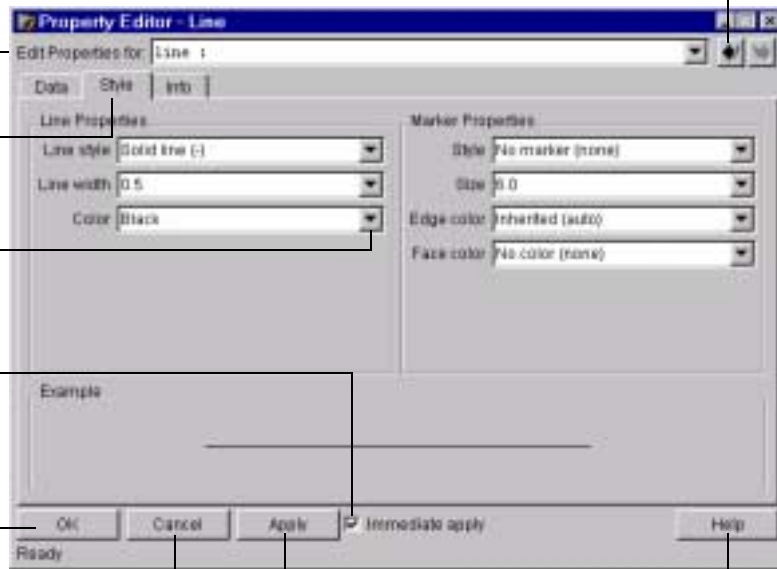 Property Editor - Line
Edit Properties for: line :
Data Style Info
Line Properties
Line style Solid line (-)
Line width 0.5
Color Black
Marker Properties
Style No marker (none)
Size 6.0
Edge color Inherited (auto)
Face color No color (none)
Example
OK Cancel Apply Immediate apply Help
Ready